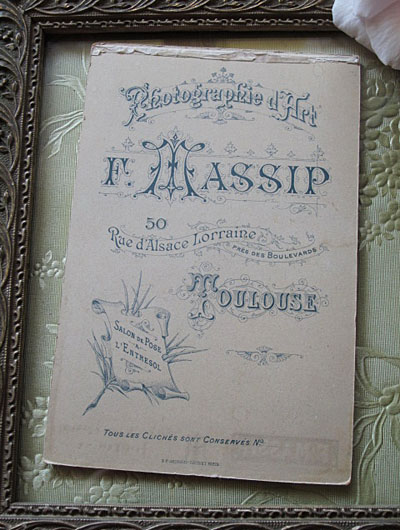 Photographie d'Art
F. MASSIP
50
Rue d'Alsace Lorraine
PRÈS DES BOULEVARDS
TOULOUSE
SALON DE POSE
A
L'ENTRESOL
TOUS LES CLICHÉS SONT CONSERVÉS No.